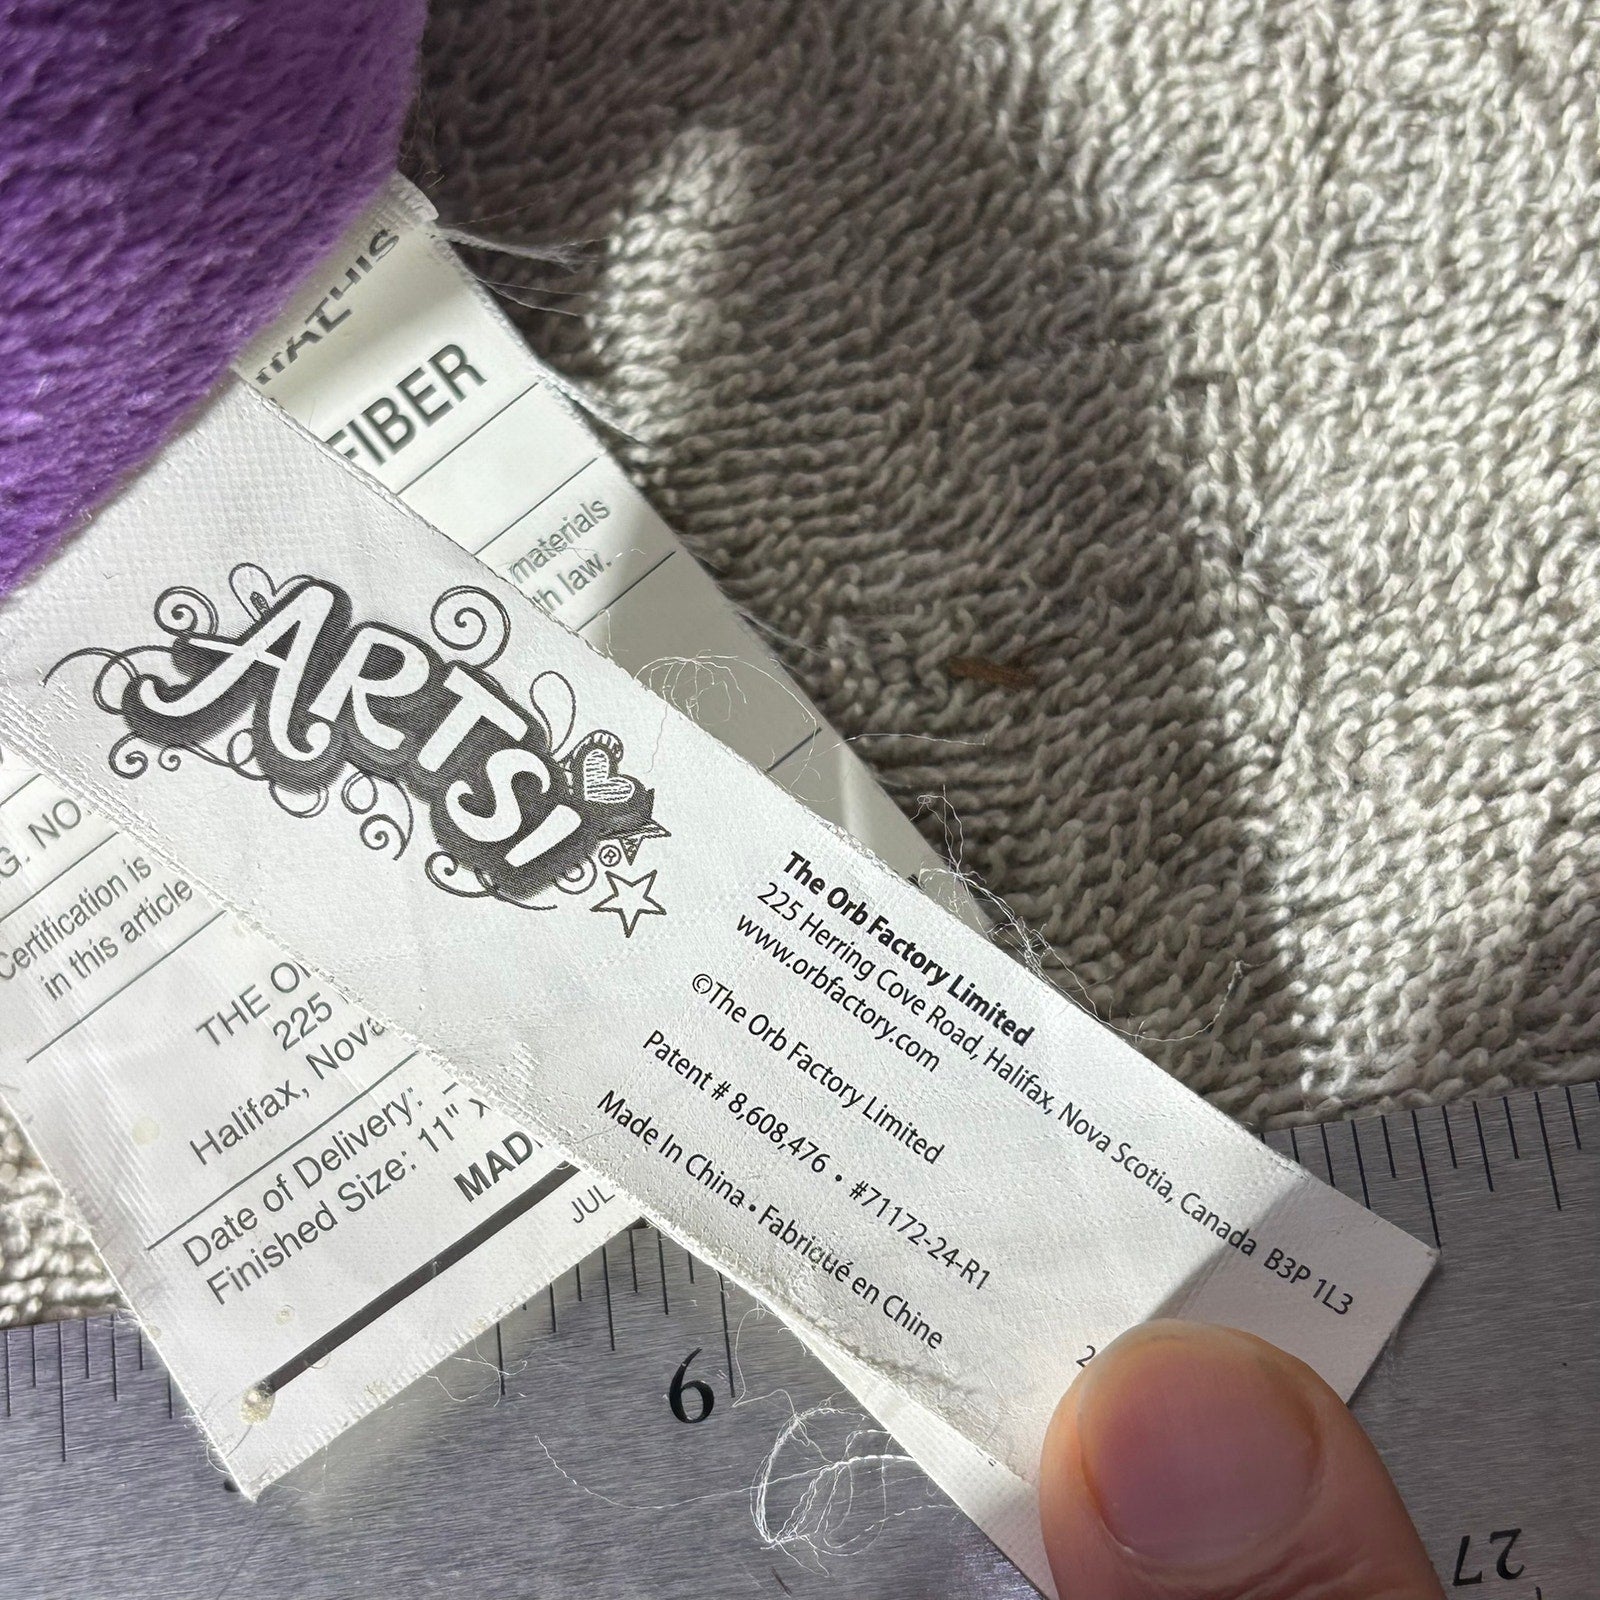 FIBER
materials
law.
ARTSI®
The Orb Factory Limited
225 Herring Cove Road, Halifax, Nova Scotia, Canada B3P 1L3
www.orbfactory.com
©The Orb Factory Limited
Patent # 8,608,476 • #71172-24-R1
Made In China • Fabriqué en Chine
NO.
Certification is
in this article
THE
225
Halifax, Nova
Date of Delivery:
Finished Size: 11" x
JUL
6
27